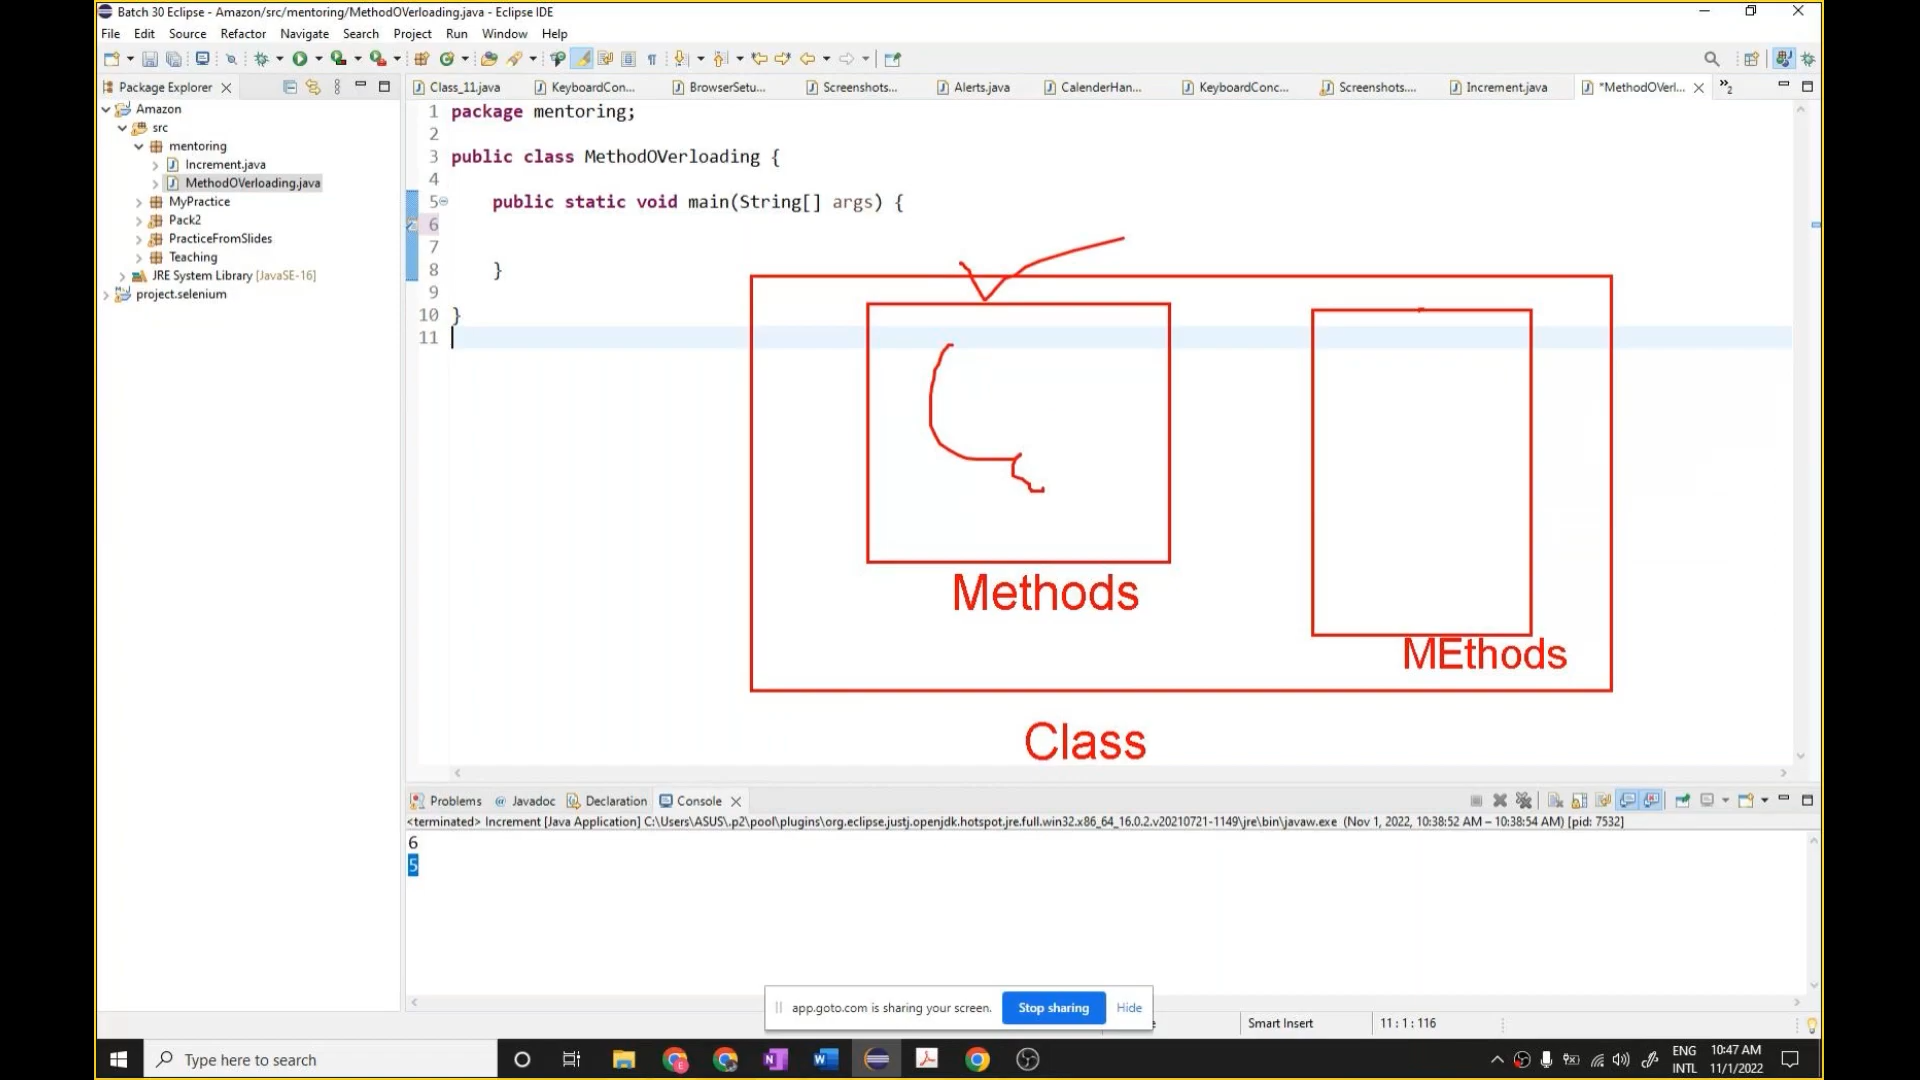 Batch 30 Eclipse - Amazon/src/mentoring/MethodOVerloading.java - Eclipse IDE
File Edit Source Refactor Navigate Search Project Run Window Help
Package Explorer
Class_11.java KeyboardCon... BrowserSetu... Screenshots... Alerts.java CalenderHan... KeyboardConc... Screenshots.... Increment.java *MethodOVerl... »2
Amazon
src
mentoring
Increment.java
MethodOVerloading.java
MyPractice
Pack2
PracticeFromSlides
Teaching
JRE System Library [JavaSE-16]
project.selenium
1 package mentoring;
2
3 public class MethodOVerloading {
4
5 public static void main(String[] args) {
6
7
8 }
9
10 }
11
Methods
MEthods
Class
Problems @ Javadoc Declaration Console
<terminated> Increment [Java Application] C:\Users\ASUS\.p2\pool\plugins\org.eclipse.justj.openjdk.hotspot.jre.full.win32.x86_64_16.0.2.v20210721-1149\jre\bin\javaw.exe (Nov 1, 2022, 10:38:52 AM – 10:38:54 AM) [pid: 7532]
6
5
app.goto.com is sharing your screen. Stop sharing Hide
Smart Insert 11 : 1 : 116
Type here to search
ENG 10:47 AM
INTL 11/1/2022